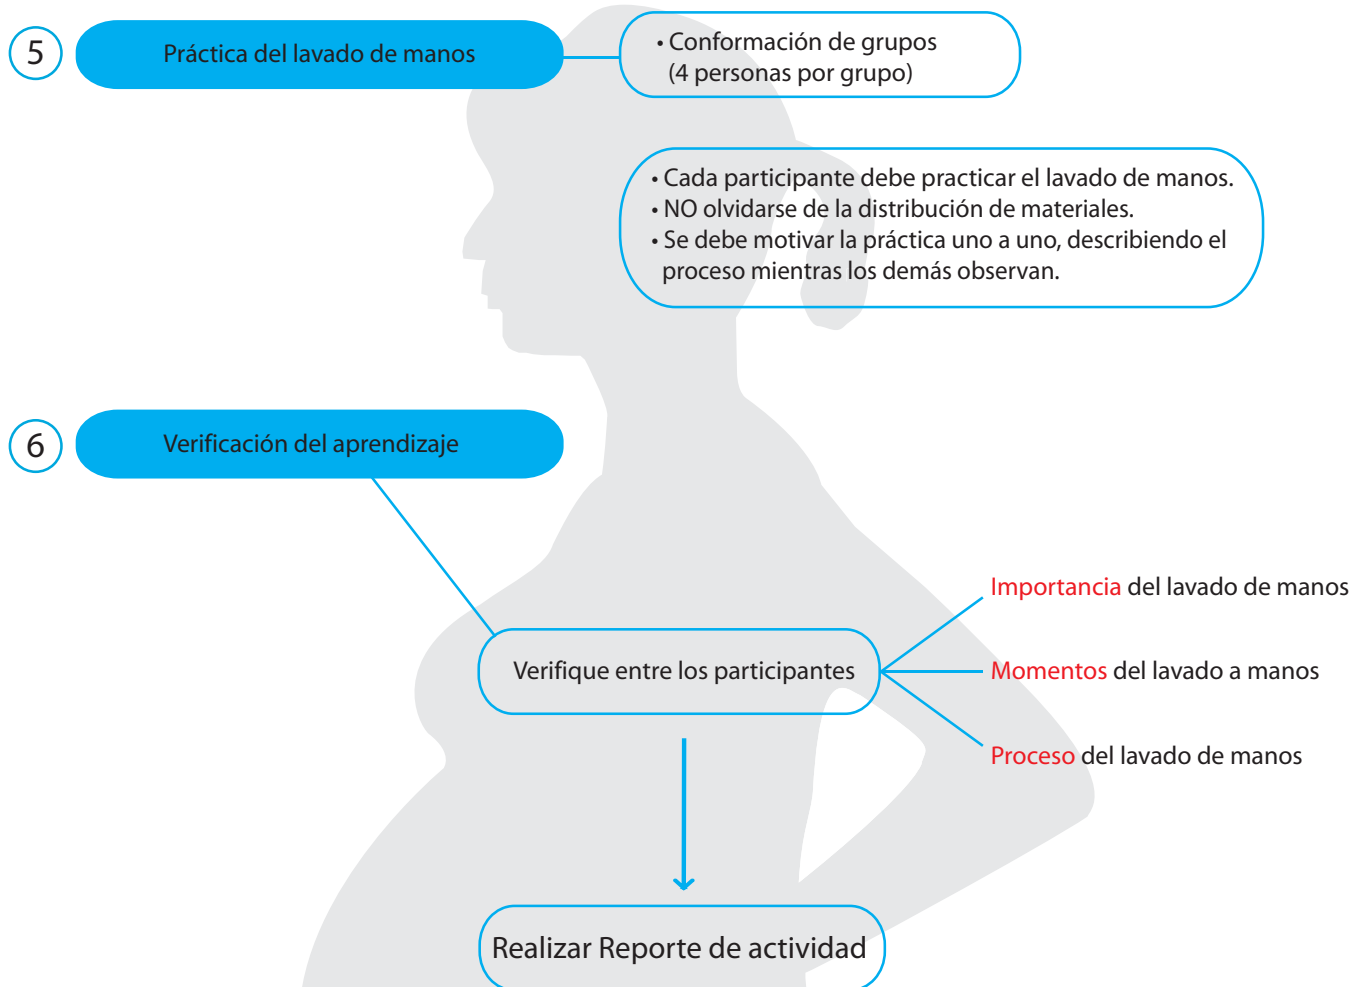 5
Práctica del lavado de manos
• Conformación de grupos
(4 personas por grupo)
• Cada participante debe practicar el lavado de manos.
• NO olvidarse de la distribución de materiales.
• Se debe motivar la práctica uno a uno, describiendo el
proceso mientras los demás observan.
6
Verificación del aprendizaje
Verifique entre los participantes
Importancia del lavado de manos
Momentos del lavado a manos
Proceso del lavado de manos
Realizar Reporte de actividad